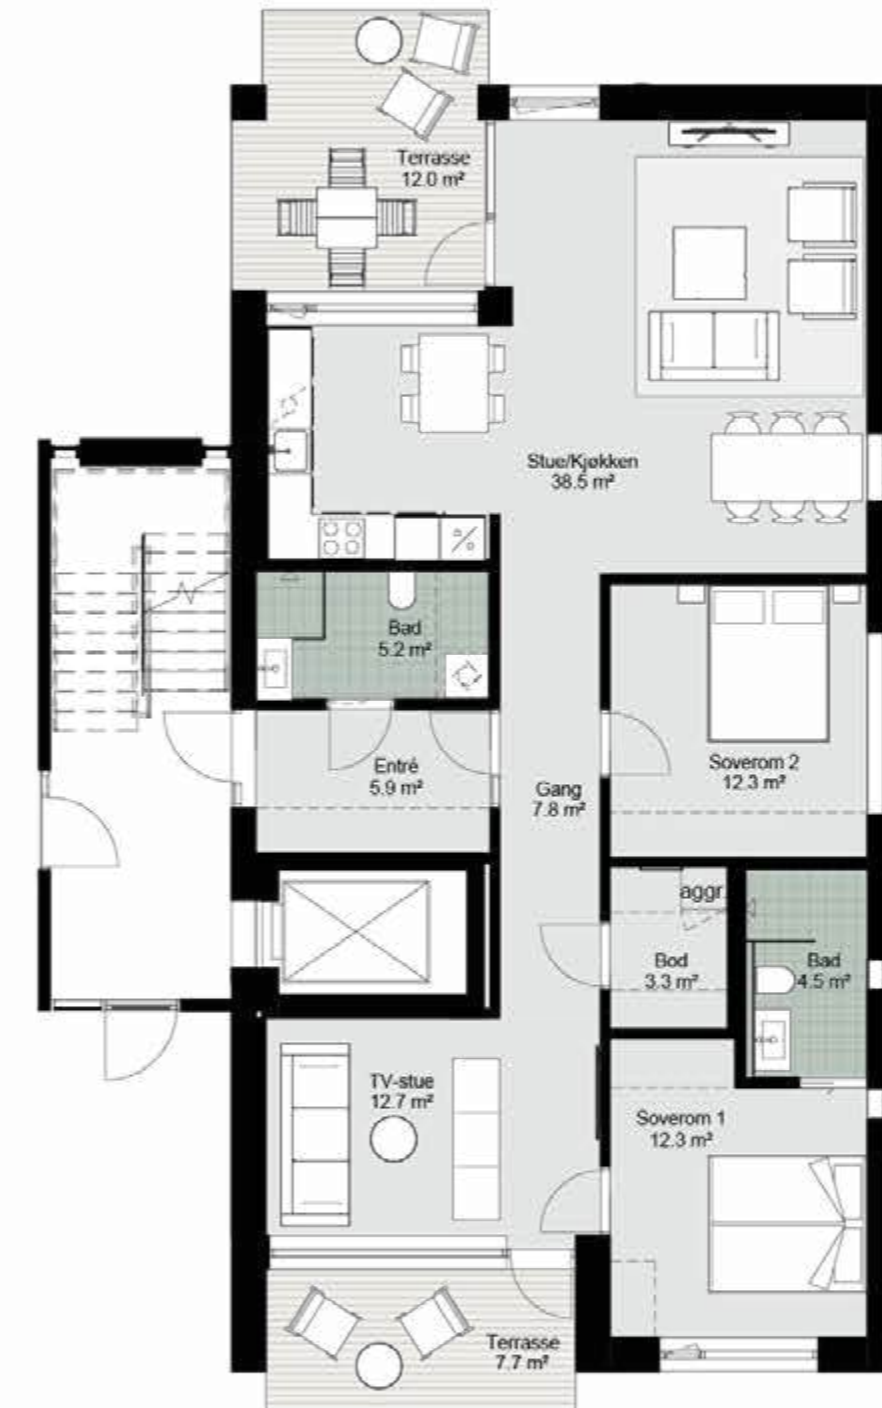 Terrasse
12.0 m²
Stue/Kjøkken
38.5 m²
Bad
5.2 m²
Entré
5.9 m²
Gang
7.8 m²
Soverom 2
12.3 m²
aggr.
Bod
3.3 m²
Bad
4.5 m²
TV-stue
12.7 m²
Soverom 1
12.3 m²
Terrasse
7.7 m²